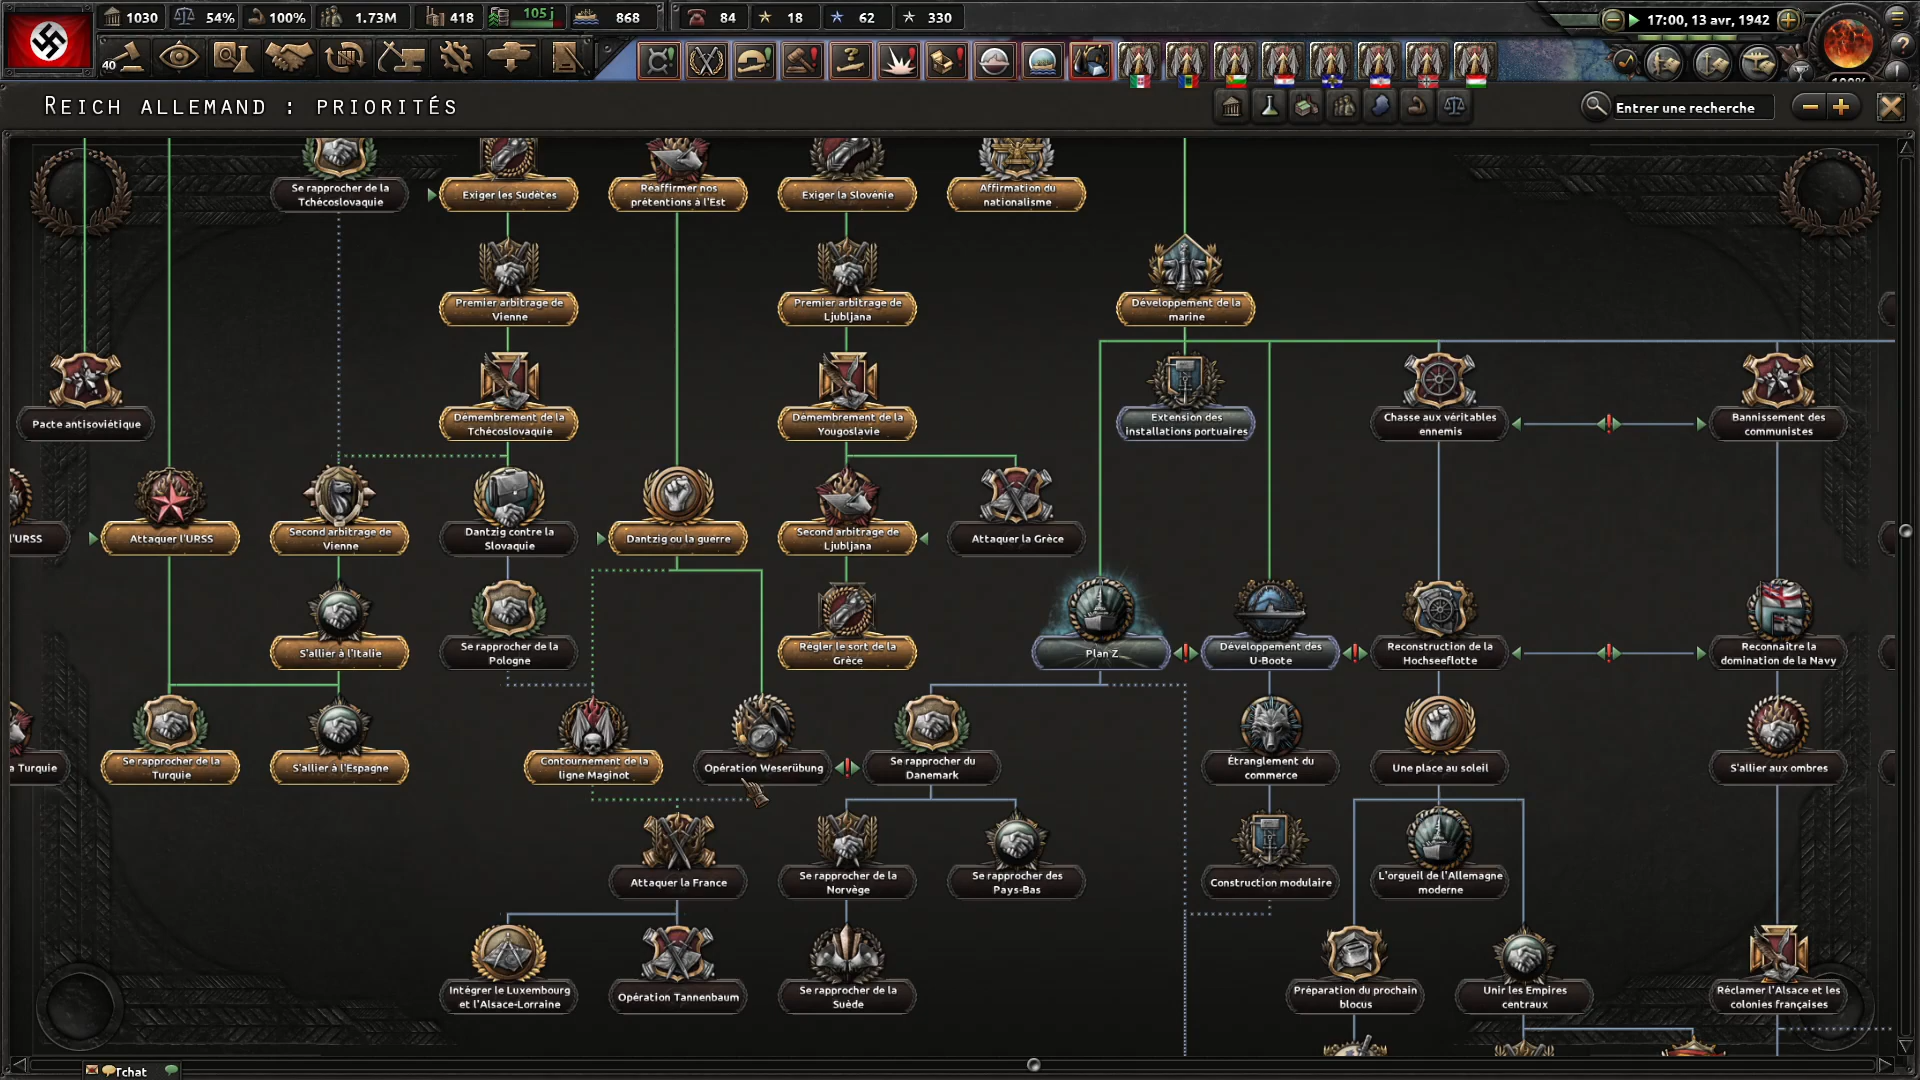 1030
54%
100%
1.73M
418
105j
868
84
18
62
330
17:00, 13 avr, 1942
40
Reich allemand : priorités
Entrer une recherche
Se rapprocher de la
Tchécoslovaquie
Exiger les Sudètes
Réaffirmer nos
prétentions à l'Est
Exiger la Slovénie
Affirmation du
nationalisme
Premier arbitrage de
Vienne
Premier arbitrage de
Ljubljana
Développement de la
marine
Pacte antisoviétique
Démembrement de la
Tchécoslovaquie
Démembrement de la
Yougoslavie
Extension des
installations portuaires
Chasse aux véritables
ennemis
Bannissement des
communistes
l'URSS
Attaquer l'URSS
Second arbitrage de
Vienne
Dantzig contre la
Slovaquie
Dantzig ou la guerre
Second arbitrage de
Ljubljana
Attaquer la Grèce
S'allier à l'Italie
Se rapprocher de la
Pologne
Régler le sort de la
Grèce
Plan Z
Développement des
U-Boote
Reconstruction de la
Hochseeflotte
Reconnaître la
domination de la Navy
a Turquie
Se rapprocher de la
Turquie
S'allier à l'Espagne
Contournement de la
ligne Maginot
Opération Weserübung
Se rapprocher du
Danemark
Étranglement du
commerce
Une place au soleil
S'allier aux ombres
Attaquer la France
Se rapprocher de la
Norvège
Se rapprocher des
Pays-Bas
Construction modulaire
L'orgueil de l'Allemagne
moderne
Intégrer le Luxembourg
et l'Alsace-Lorraine
Opération Tannenbaum
Se rapprocher de la
Suède
Préparation du prochain
blocus
Unir les Empires
centraux
Réclamer l'Alsace et les
colonies françaises
Tchat